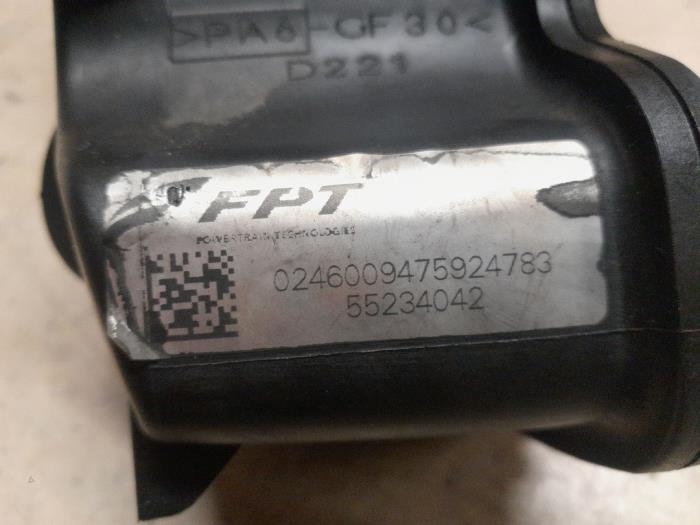 >PA6-GF30<
D221
FPT
POWERTRAIN TECHNOLOGIES
0246009475924783
55234042